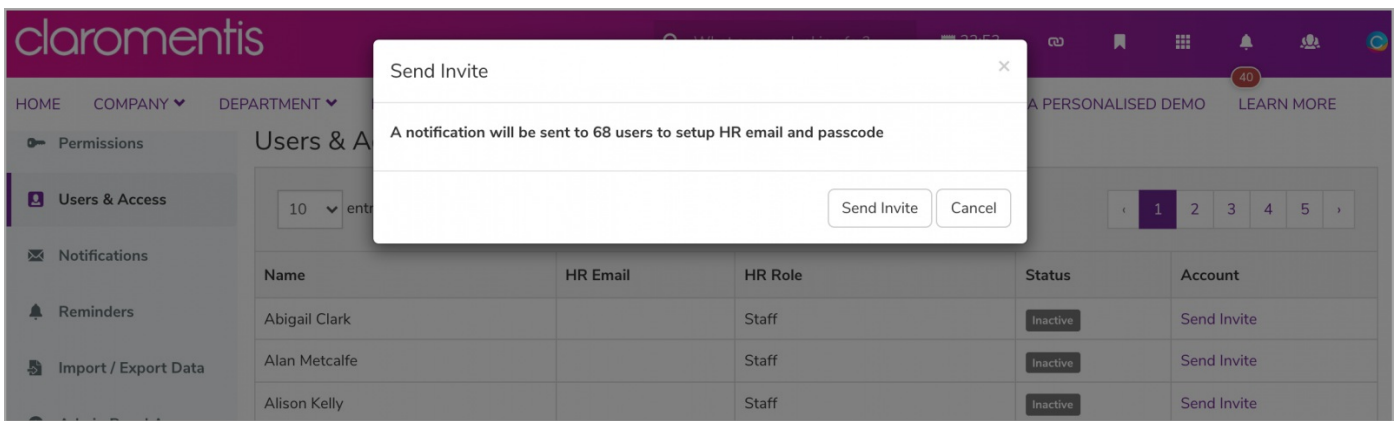 claromentis
Send Invite
×
40
HOME COMPANY DEPARTMENT A PERSONALISED DEMO LEARN MORE
A notification will be sent to 68 users to setup HR email and passcode
Permissions
Users & A
Users & Access
10 entr
Send Invite Cancel
‹ 1 2 3 4 5 ›
Notifications
Name HR Email HR Role Status Account
Reminders
Abigail Clark Staff Inactive Send Invite
Import / Export Data
Alan Metcalfe Staff Inactive Send Invite
Alison Kelly Staff Inactive Send Invite